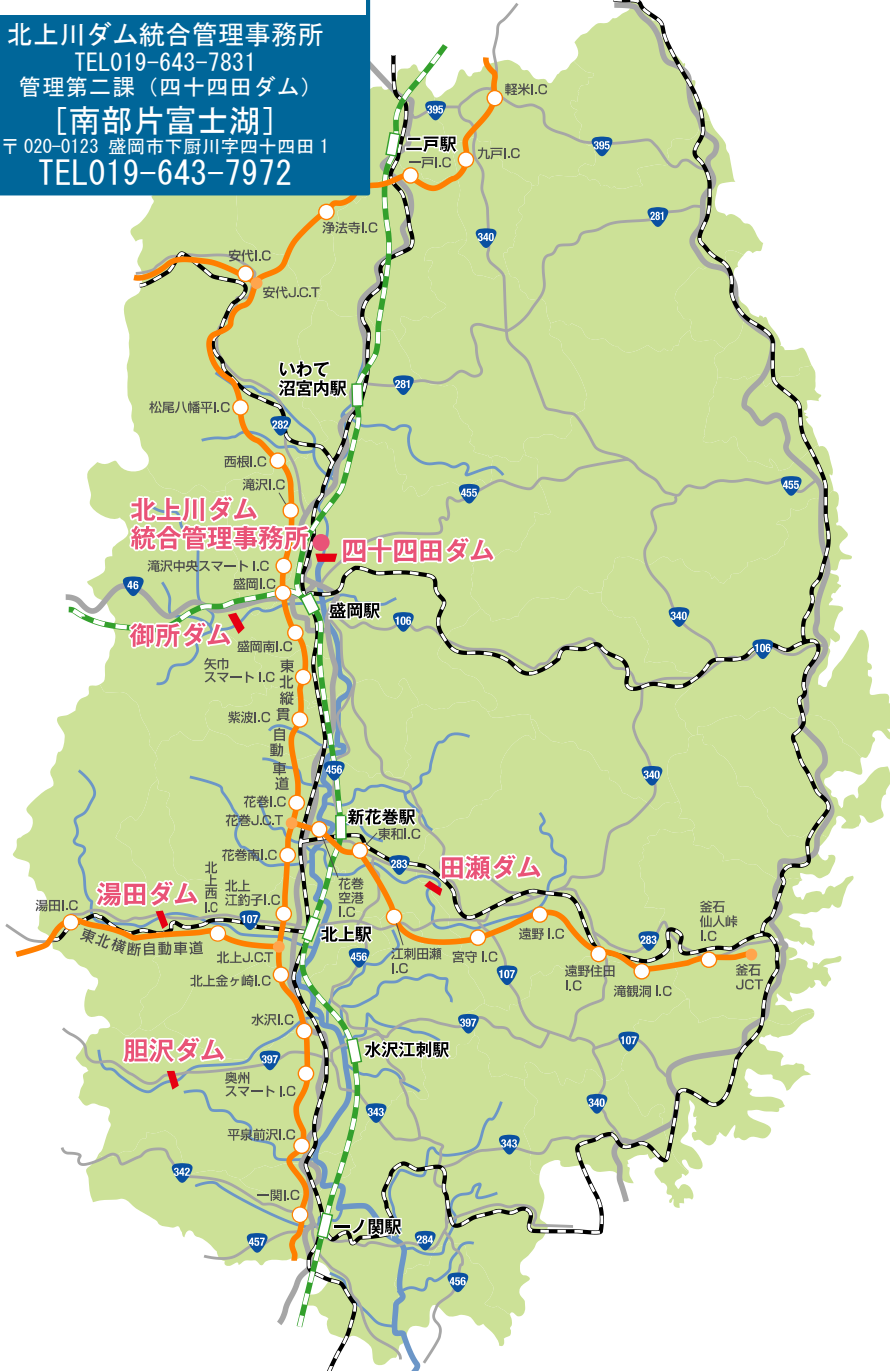 北上川ダム統合管理事務所
TEL019-643-7831
管理第二課（四十四田ダム）
［南部片富士湖］
〒020-0123 盛岡市下厨川字四十四田1
TEL019-643-7972
軽米I.C
395
二戸駅
395
一戸I.C
九戸I.C
281
浄法寺I.C
340
安代I.C
安代J.C.T
いわて
沼宮内駅
281
松尾八幡平I.C
282
西根I.C
滝沢I.C
455
455
北上川ダム
統合管理事務所
四十四田ダム
滝沢中央スマートI.C
46
盛岡I.C
盛岡駅
340
御所ダム
106
盛岡南I.C
106
矢巾
スマートI.C
東北縦貫自動車道
紫波I.C
456
340
花巻I.C
新花巻駅
花巻J.C.T
東和I.C
花巻南I.C
283
田瀬ダム
湯田ダム
北上西I.C
北上
江釣子I.C
花巻
空港
I.C
湯田I.C
107
釜石
仙人峠
I.C
北上駅
遠野I.C
283
東北横断自動車道
北上J.C.T
456
江刺田瀬
I.C
宮守I.C
107
遠野住田
I.C
滝観洞I.C
釜石
JCT
北上金ヶ崎I.C
水沢I.C
397
107
胆沢ダム
397
水沢江刺駅
奥州
スマートI.C
343
340
平泉前沢I.C
343
342
一関I.C
一ノ関駅
457
284
456